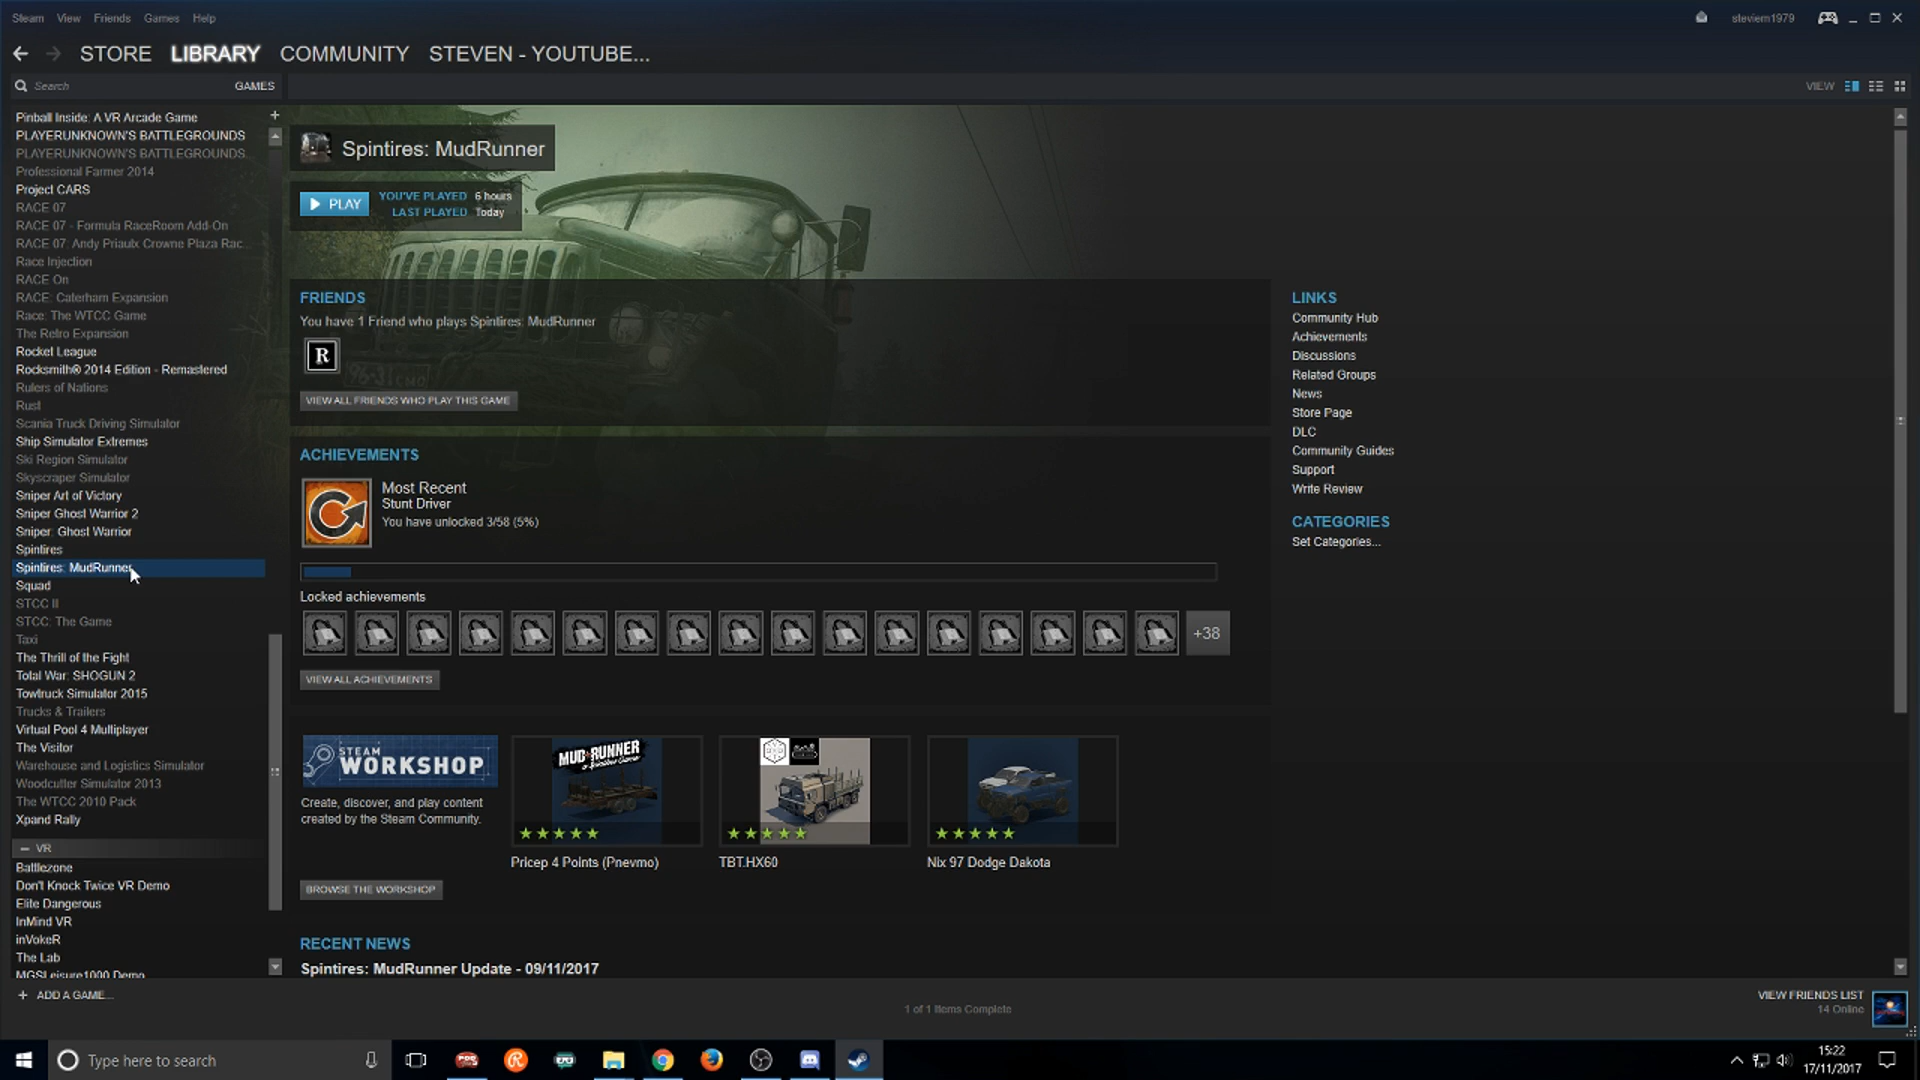 Steam View Friends Games Help
steviem1979
STORE LIBRARY COMMUNITY STEVEN - YOUTUBE...
Search
GAMES
VIEW
Pinball Inside: A VR Arcade Game
PLAYERUNKNOWN'S BATTLEGROUNDS
PLAYERUNKNOWN'S BATTLEGROUNDS...
Professional Farmer 2014
Project CARS
RACE 07
RACE 07 - Formula RaceRoom Add-On
RACE 07: Andy Priaulx Crowne Plaza Rac...
Race Injection
RACE On
RACE: Caterham Expansion
Race: The WTCC Game
The Retro Expansion
Rocket League
Rocksmith® 2014 Edition - Remastered
Rulers of Nations
Rust
Scania Truck Driving Simulator
Ship Simulator Extremes
Ski Region Simulator
Skyscraper Simulator
Sniper Art of Victory
Sniper Ghost Warrior 2
Sniper: Ghost Warrior
Spintires
Spintires: MudRunner
Squad
STCC II
STCC: The Game
Taxi
The Thrill of the Fight
Total War: SHOGUN 2
Towtruck Simulator 2015
Trucks & Trailers
Virtual Pool 4 Multiplayer
The Visitor
Warehouse and Logistics Simulator
Woodcutter Simulator 2013
The WTCC 2010 Pack
Xpand Rally
VR
Battlezone
Don't Knock Twice VR Demo
Elite Dangerous
InMind VR
inVokeR
The Lab
MGSLeisure1000 Demo
ADD A GAME...
Spintires: MudRunner
PLAY
YOU'VE PLAYED 6 hours
LAST PLAYED Today
FRIENDS
You have 1 Friend who plays Spintires: MudRunner
R
VIEW ALL FRIENDS WHO PLAY THIS GAME
ACHIEVEMENTS
Most Recent
Stunt Driver
You have unlocked 3/58 (5%)
Locked achievements
+38
VIEW ALL ACHIEVEMENTS
STEAM
WORKSHOP
Create, discover, and play content
created by the Steam Community.
BROWSE THE WORKSHOP
MUDRUNNER
Pricep 4 Points (Pnevmo)
TBT.HX60
Nix 97 Dodge Dakota
RECENT NEWS
Spintires: MudRunner Update - 09/11/2017
LINKS
Community Hub
Achievements
Discussions
Related Groups
News
Store Page
DLC
Community Guides
Support
Write Review
CATEGORIES
Set Categories...
1 of 1 Items Complete
VIEW FRIENDS LIST
14 Online
Type here to search
15:22
17/11/2017